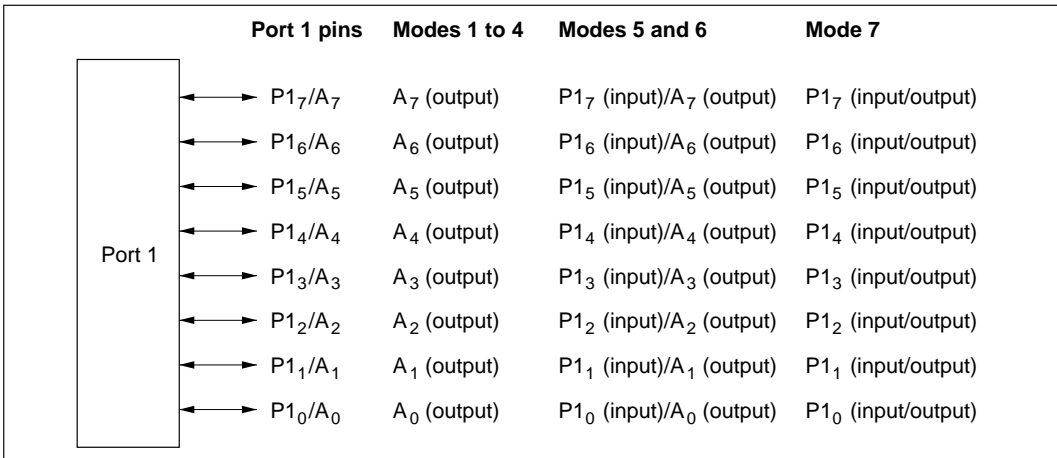 Port 1 pins Modes 1 to 4 Modes 5 and 6 Mode 7
P1₇/A₇ A₇ (output) P1₇ (input)/A₇ (output) P1₇ (input/output)
P1₆/A₆ A₆ (output) P1₆ (input)/A₆ (output) P1₆ (input/output)
P1₅/A₅ A₅ (output) P1₅ (input)/A₅ (output) P1₅ (input/output)
P1₄/A₄ A₄ (output) P1₄ (input)/A₄ (output) P1₄ (input/output)
Port 1
P1₃/A₃ A₃ (output) P1₃ (input)/A₃ (output) P1₃ (input/output)
P1₂/A₂ A₂ (output) P1₂ (input)/A₂ (output) P1₂ (input/output)
P1₁/A₁ A₁ (output) P1₁ (input)/A₁ (output) P1₁ (input/output)
P1₀/A₀ A₀ (output) P1₀ (input)/A₀ (output) P1₀ (input/output)